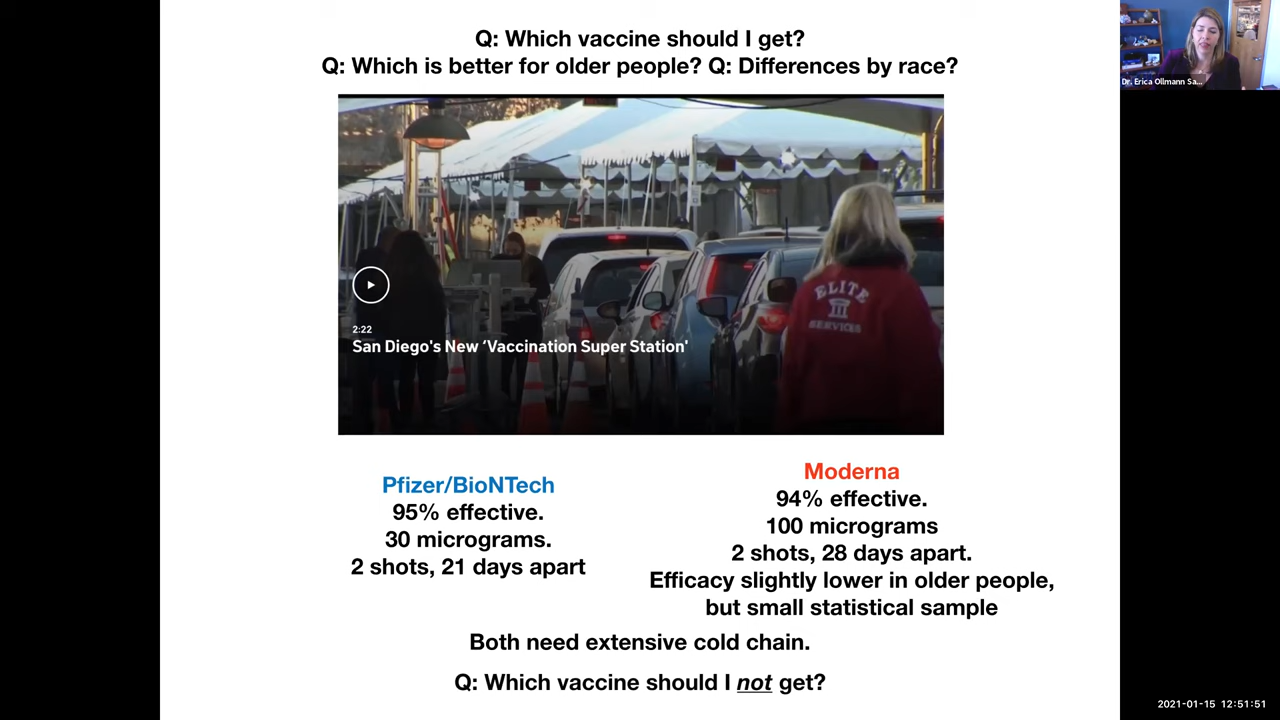 Q: Which vaccine should I get?
Q: Which is better for older people? Q: Differences by race?
Dr. Erica Ollmann Sa...
ELITE
SERVICES
2:22
San Diego's New ‘Vaccination Super Station'
Pfizer/BioNTech
95% effective.
30 micrograms.
2 shots, 21 days apart
Moderna
94% effective.
100 micrograms
2 shots, 28 days apart.
Efficacy slightly lower in older people,
but small statistical sample
Both need extensive cold chain.
Q: Which vaccine should I not get?
2021-01-15 12:51:51